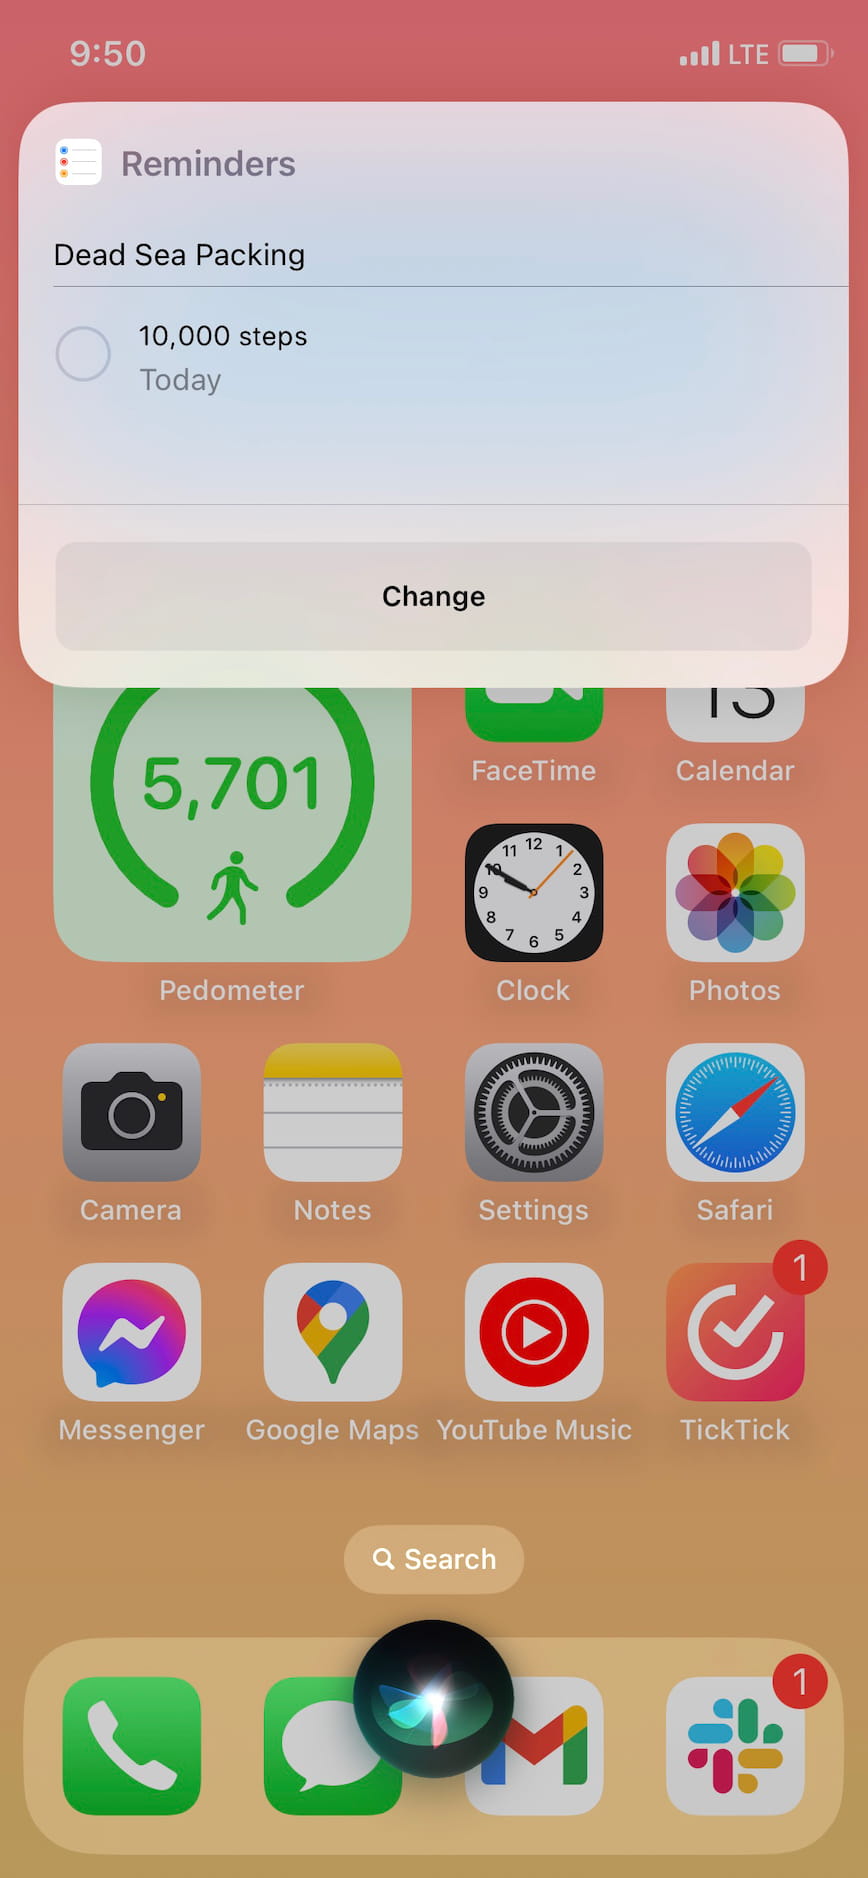 9:50
LTE
Reminders
Dead Sea Packing
10,000 steps
Today
Change
5,701
13
FaceTime
Calendar
11 12 1
10 2
9 3
8 4
7 6 5
Pedometer
Clock
Photos
Camera
Notes
Settings
Safari
1
Messenger
Google Maps
YouTube Music
TickTick
Search
1